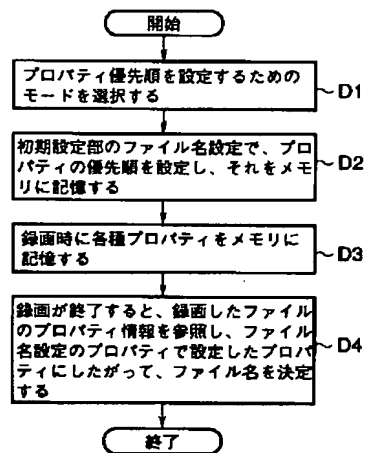 開始
プロパティ優先順を設定するための
モードを選択する
D1
初期設定部のファイル名設定で、プロ
パティの優先順を設定し、それをメモ
リに記憶する
D2
録画時に各種プロパティをメモリに
記憶する
D3
録画が終了すると、録画したファイル
のプロパティ情報を参照し、ファイル
名設定のプロパティで設定したプロパ
ティにしたがって、ファイル名を決定
する
D4
終了